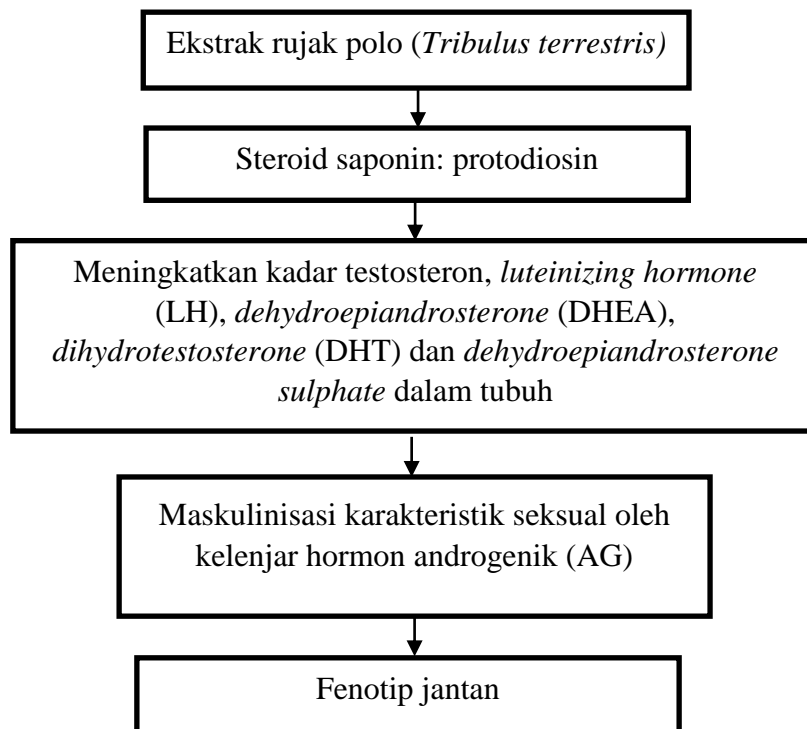 Ekstrak rujak polo (Tribulus terrestris)
Steroid saponin: protodiosin
Meningkatkan kadar testosteron, luteinizing hormone
(LH), dehydroepiandrosterone (DHEA),
dihydrotestosterone (DHT) dan dehydroepiandrosterone
sulphate dalam tubuh
Maskulinisasi karakteristik seksual oleh
kelenjar hormon androgenik (AG)
Fenotip jantan